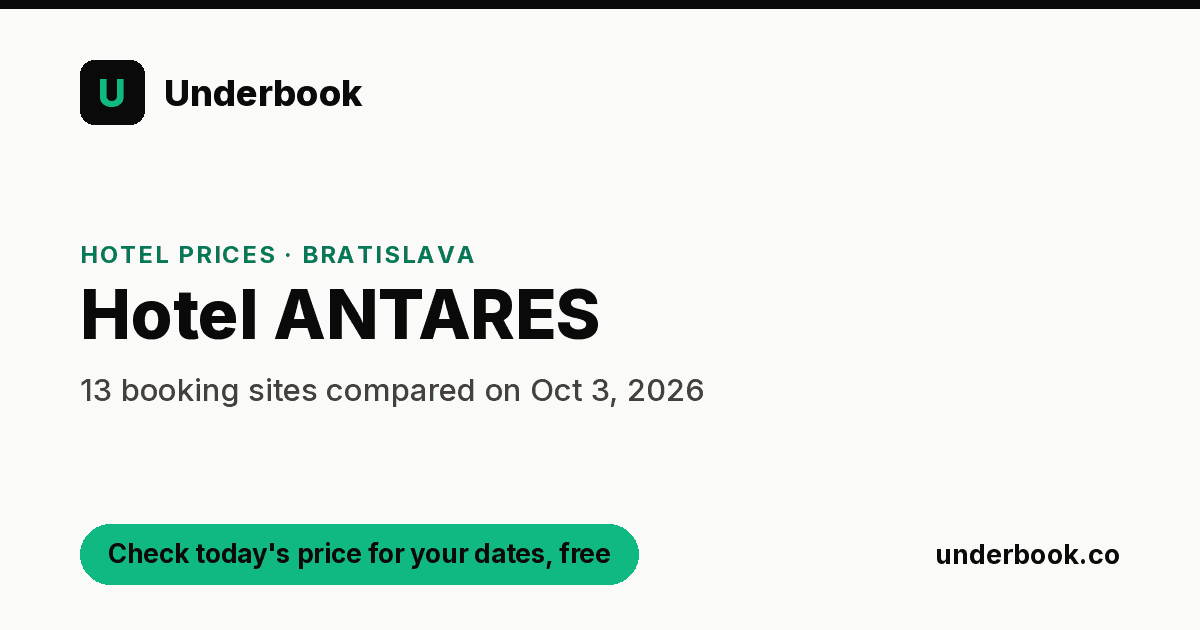 U Underbook
HOTEL PRICES · BRATISLAVA
Hotel ANTARES
13 booking sites compared on Oct 3, 2026
Check today's price for your dates, free
underbook.co